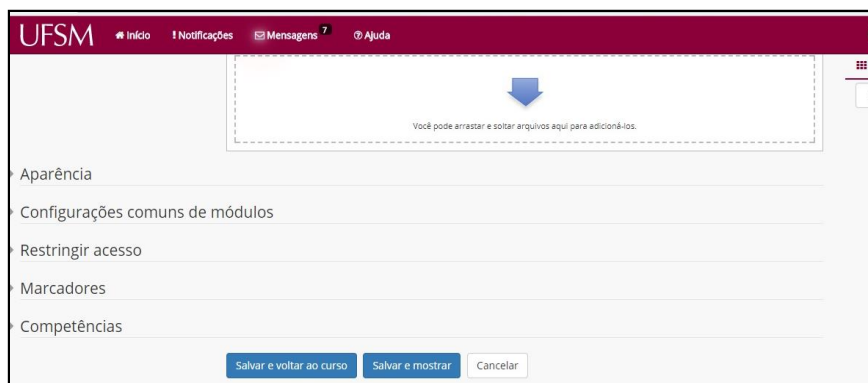 UFSM Início Notificações Mensagens 7 Ajuda
Você pode arrastar e soltar arquivos aqui para adicioná-los.
Aparência
Configurações comuns de módulos
Restringir acesso
Marcadores
Competências
Salvar e voltar ao curso Salvar e mostrar Cancelar